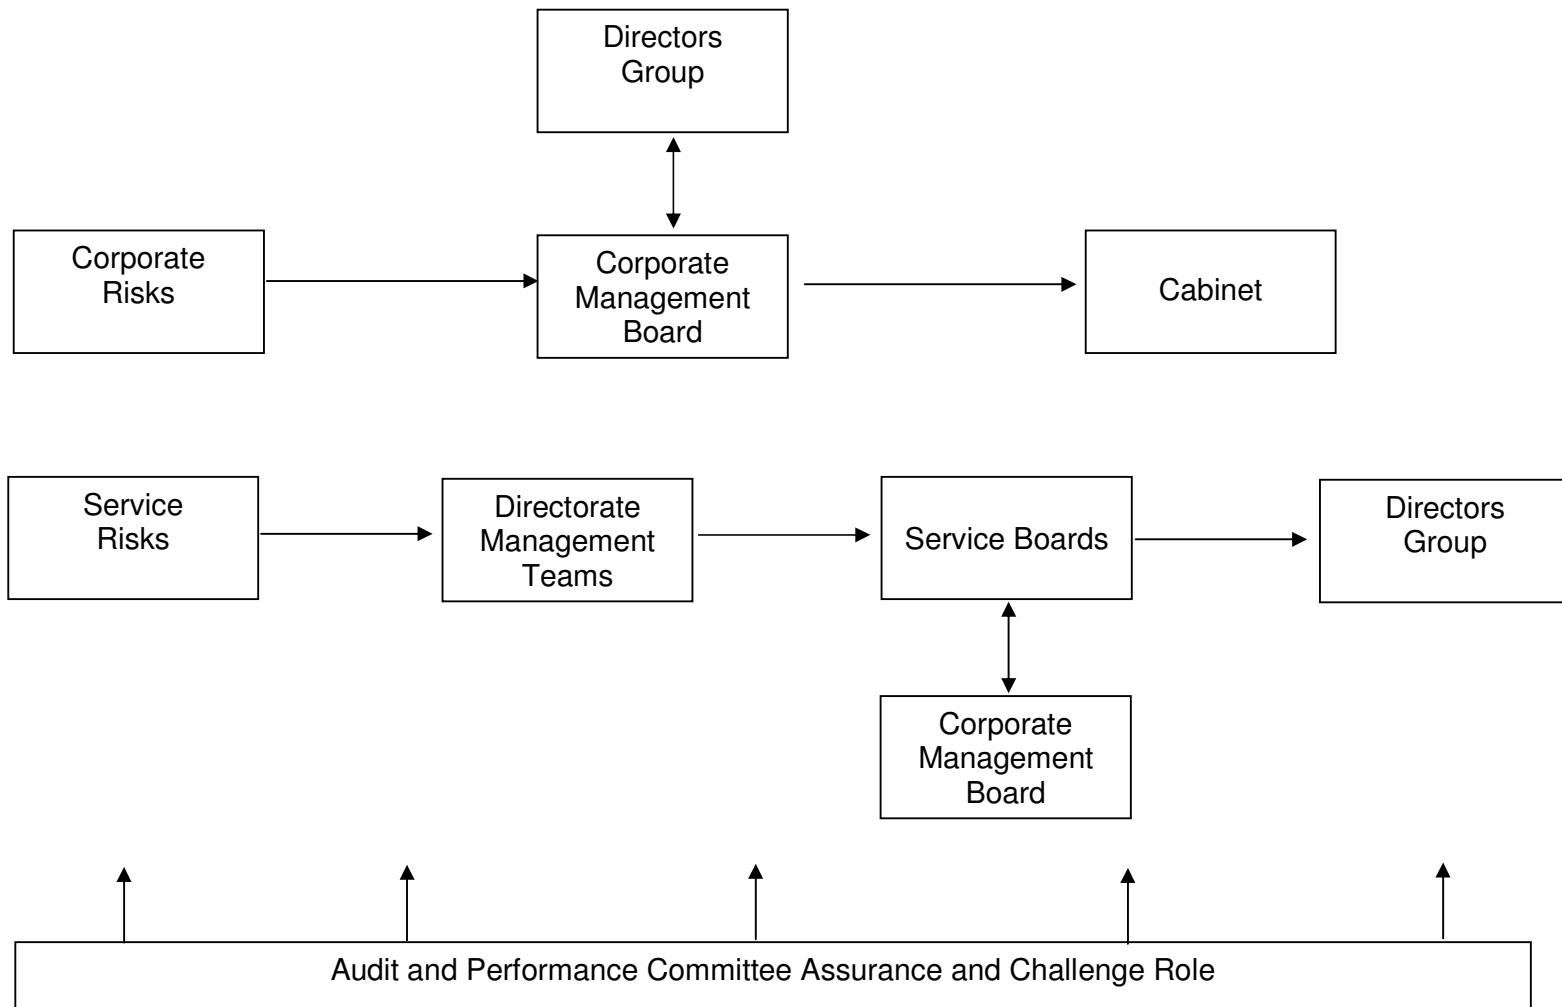 Directors
Group
Corporate
Risks
Corporate
Management
Board
Cabinet
Service
Risks
Directorate
Management
Teams
Service Boards
Directors
Group
Corporate
Management
Board
Audit and Performance Committee Assurance and Challenge Role